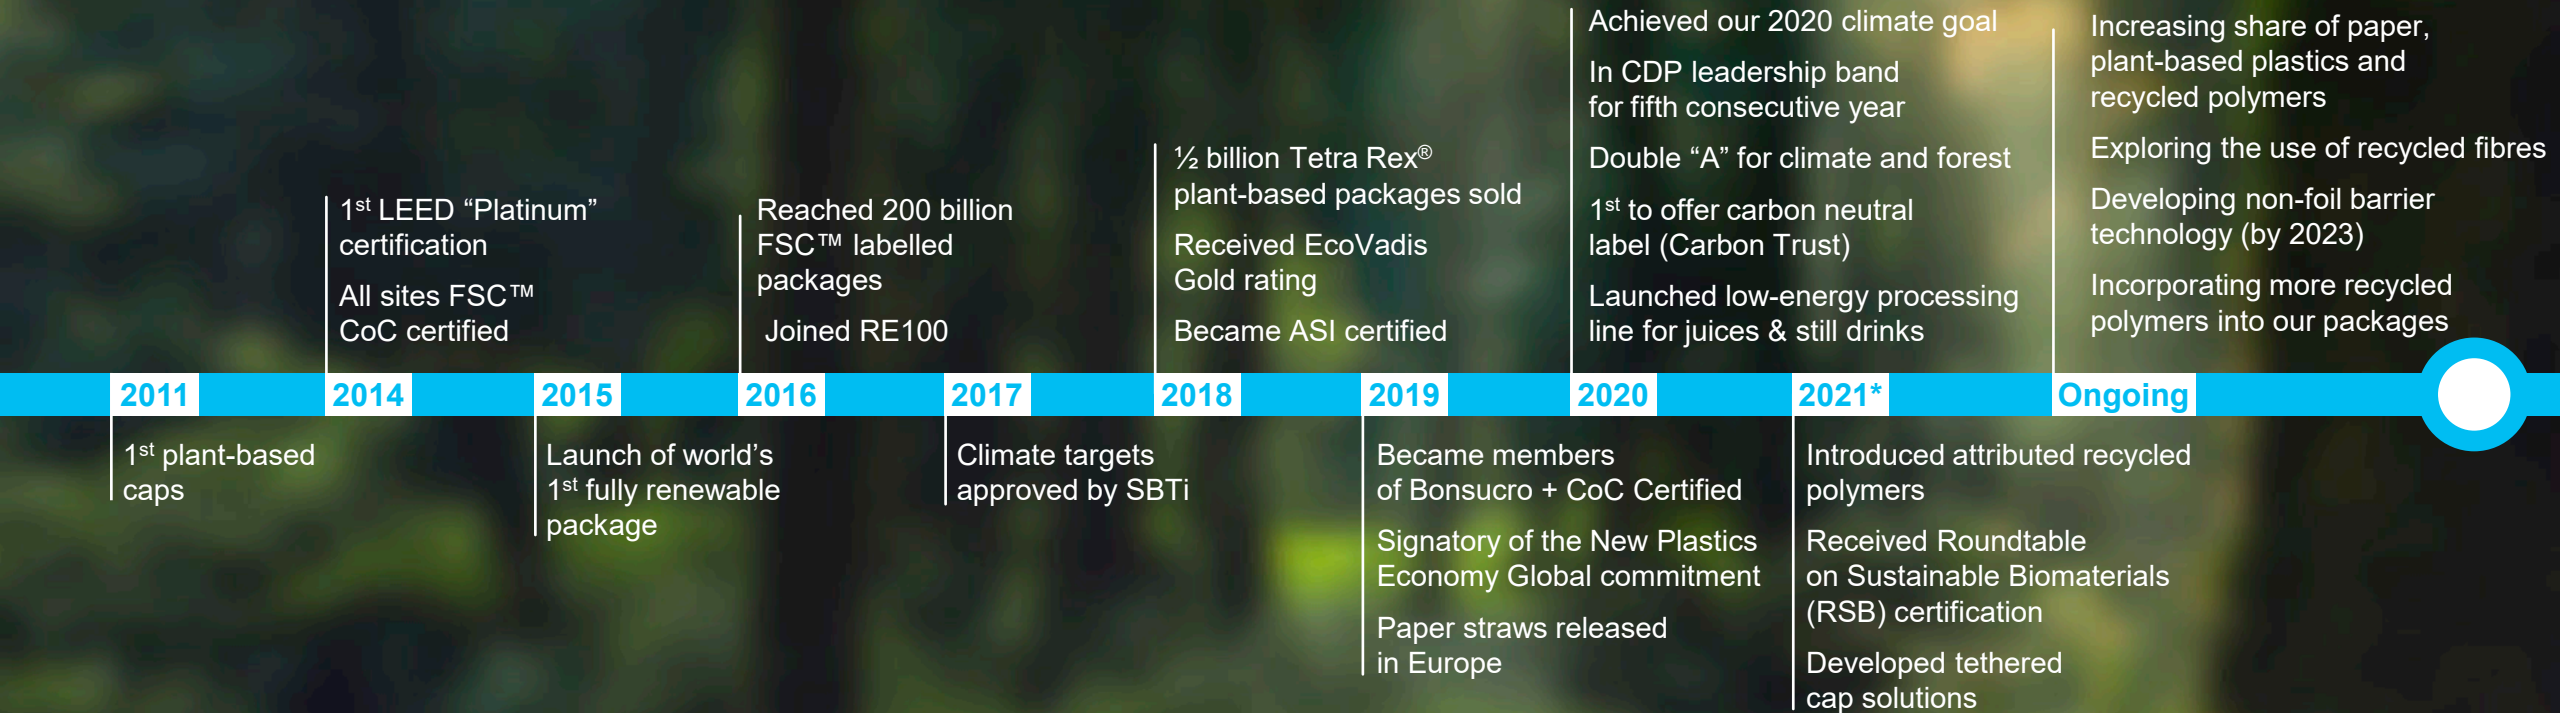 1st LEED “Platinum”
certification
All sites FSC™
CoC certified
Reached 200 billion
FSC™ labelled
packages
Joined RE100
½ billion Tetra Rex®
plant-based packages sold
Received EcoVadis
Gold rating
Became ASI certified
Achieved our 2020 climate goal
In CDP leadership band
for fifth consecutive year
Double “A” for climate and forest
1st to offer carbon neutral
label (Carbon Trust)
Launched low-energy processing
line for juices & still drinks
Increasing share of paper,
plant-based plastics and
recycled polymers
Exploring the use of recycled fibres
Developing non-foil barrier
technology (by 2023)
Incorporating more recycled
polymers into our packages
2011 2014 2015 2016 2017 2018 2019 2020 2021* Ongoing
1st plant-based
caps
Launch of world’s
1st fully renewable
package
Climate targets
approved by SBTi
Became members
of Bonsucro + CoC Certified
Signatory of the New Plastics
Economy Global commitment
Paper straws released
in Europe
Introduced attributed recycled
polymers
Received Roundtable
on Sustainable Biomaterials
(RSB) certification
Developed tethered
cap solutions